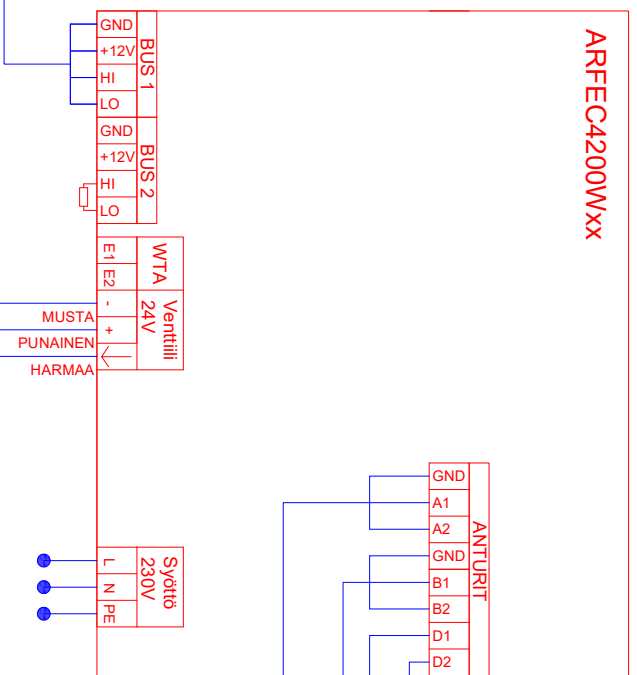 ARFEC4200Wxx
GND
+12V
HI
LO
BUS 1
GND
+12V
HI
LO
BUS 2
E1
E2
WTA
-
+
Venttiili
24V
MUSTA
PUNAINEN
HARMAA
L
N
PE
Syöttö
230V
GND
A1
A2
GND
B1
B2
D1
D2
ANTURIT